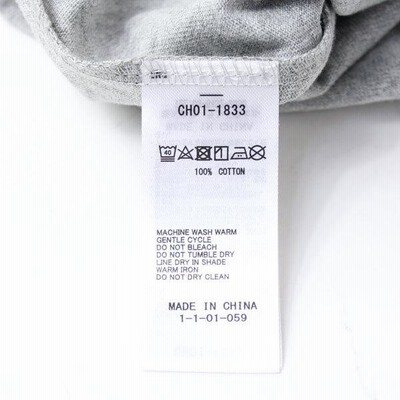 CH01-1833
40
100% COTTON
MACHINE WASH WARM
GENTLE CYCLE
DO NOT BLEACH
DO NOT TUMBLE DRY
LINE DRY IN SHADE
WARM IRON
DO NOT DRY CLEAN
MADE IN CHINA
1-1-01-059